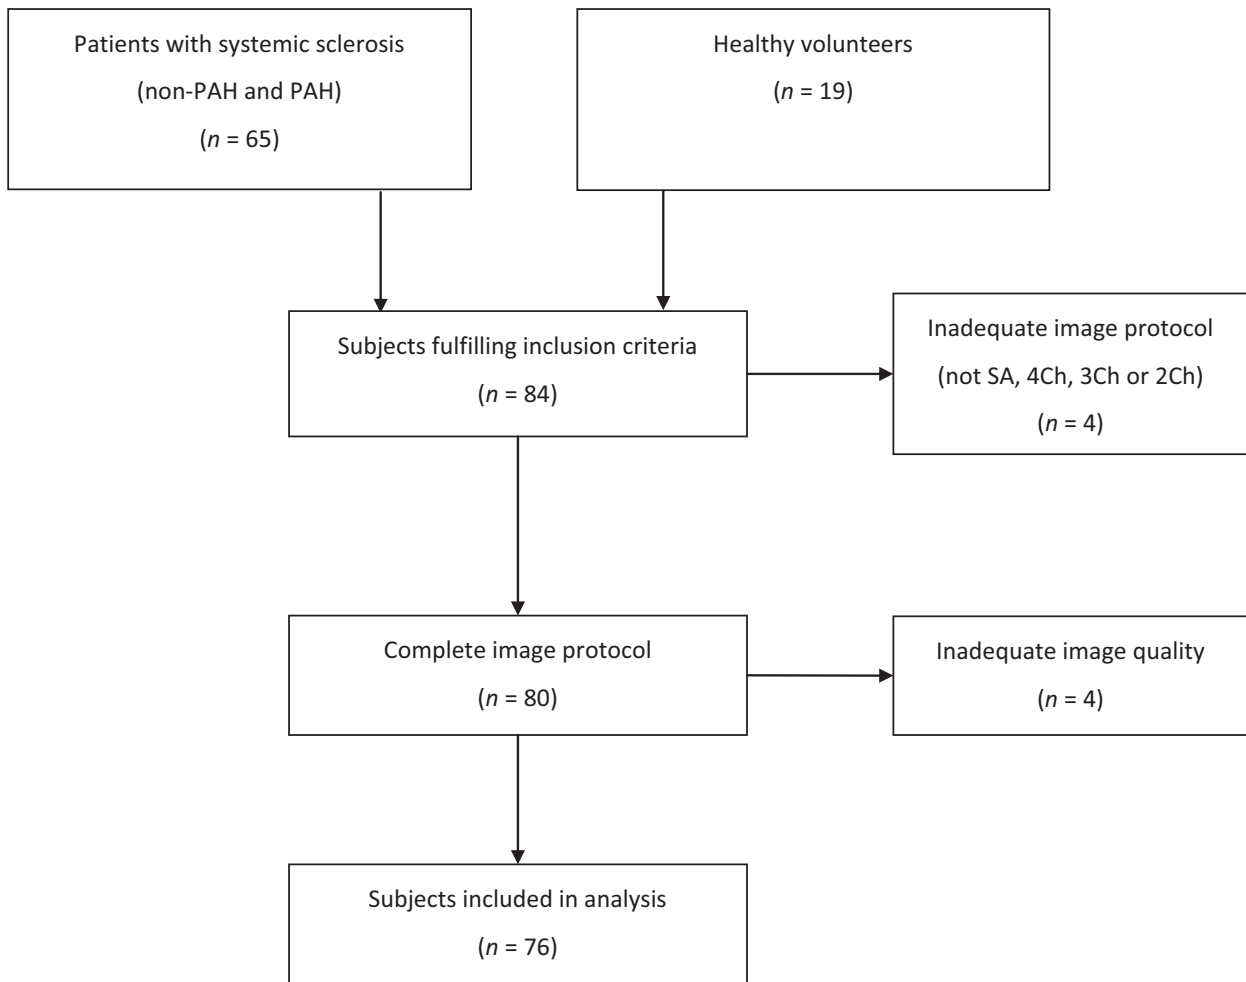 Patients with systemic sclerosis
(non-PAH and PAH)
(n = 65)
Healthy volunteers
(n = 19)
Subjects fulfilling inclusion criteria
(n = 84)
Inadequate image protocol
(not SA, 4Ch, 3Ch or 2Ch)
(n = 4)
Complete image protocol
(n = 80)
Inadequate image quality
(n = 4)
Subjects included in analysis
(n = 76)